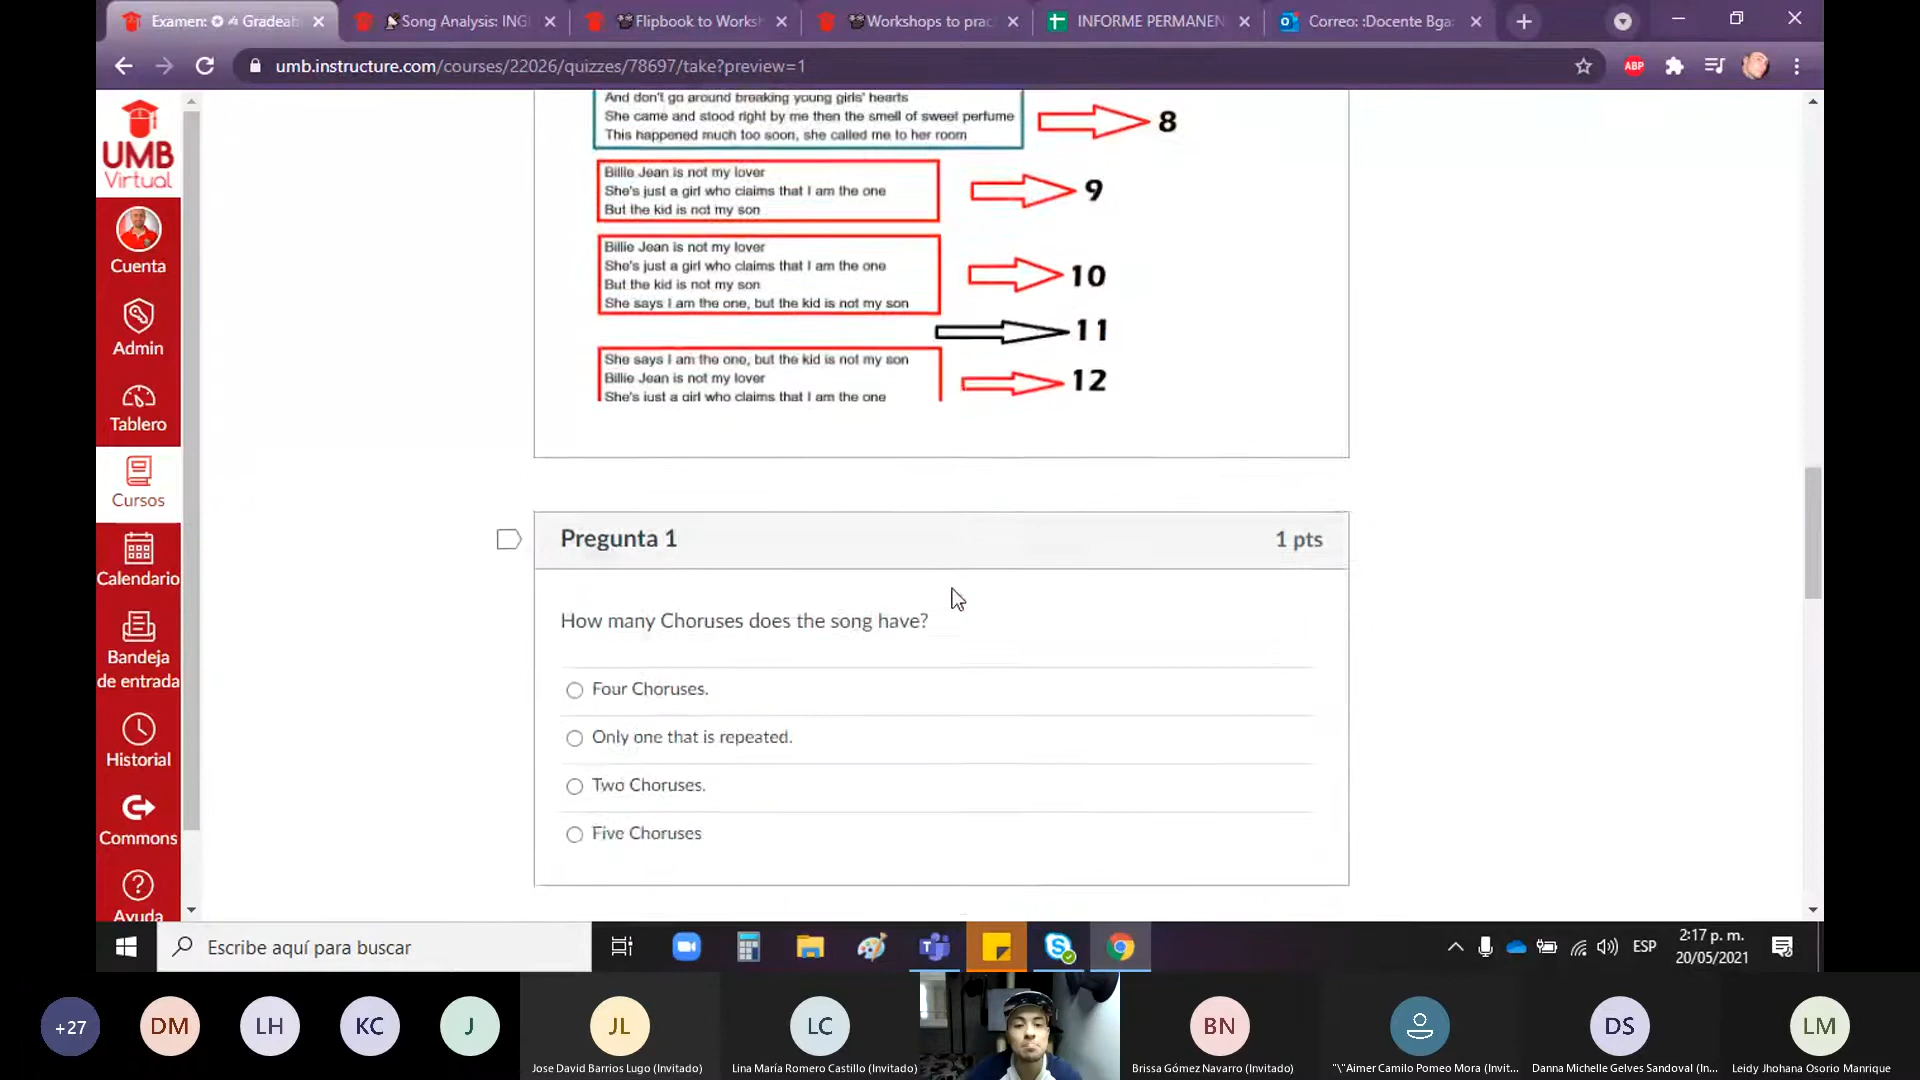 Examen: ✪ ✍ Gradeab
Song Analysis: ING
Flipbook to Worksh
Workshops to prac
INFORME PERMANEN
Correo: :Docente Bga
umb.instructure.com/courses/22026/quizzes/78697/take?preview=1
ABP
UMB
Virtual
Cuenta
Admin
Tablero
Cursos
Calendario
Bandeja
de entrada
Historial
Commons
Ayuda
And don't go around breaking young girls' hearts
She came and stood right by me then the smell of sweet perfume
This happened much too soon, she called me to her room
8
Billie Jean is not my lover
She's just a girl who claims that I am the one
But the kid is not my son
9
Billie Jean is not my lover
She's just a girl who claims that I am the one
But the kid is not my son
She says I am the one, but the kid is not my son
10
11
She says I am the one, but the kid is not my son
Billie Jean is not my lover
She's just a girl who claims that I am the one
12
Pregunta 1
1 pts
How many Choruses does the song have?
Four Choruses.
Only one that is repeated.
Two Choruses.
Five Choruses
Escribe aquí para buscar
ESP
2:17 p. m.
20/05/2021
+27
DM
LH
KC
J
JL
LC
BN
DS
LM
Jose David Barrios Lugo (Invitado)
Lina María Romero Castillo (Invitado)
Brissa Gómez Navarro (Invitado)
"\"Aimer Camilo Pomeo Mora (Invit...
Danna Michelle Gelves Sandoval (In...
Leidy Jhohana Osorio Manrique